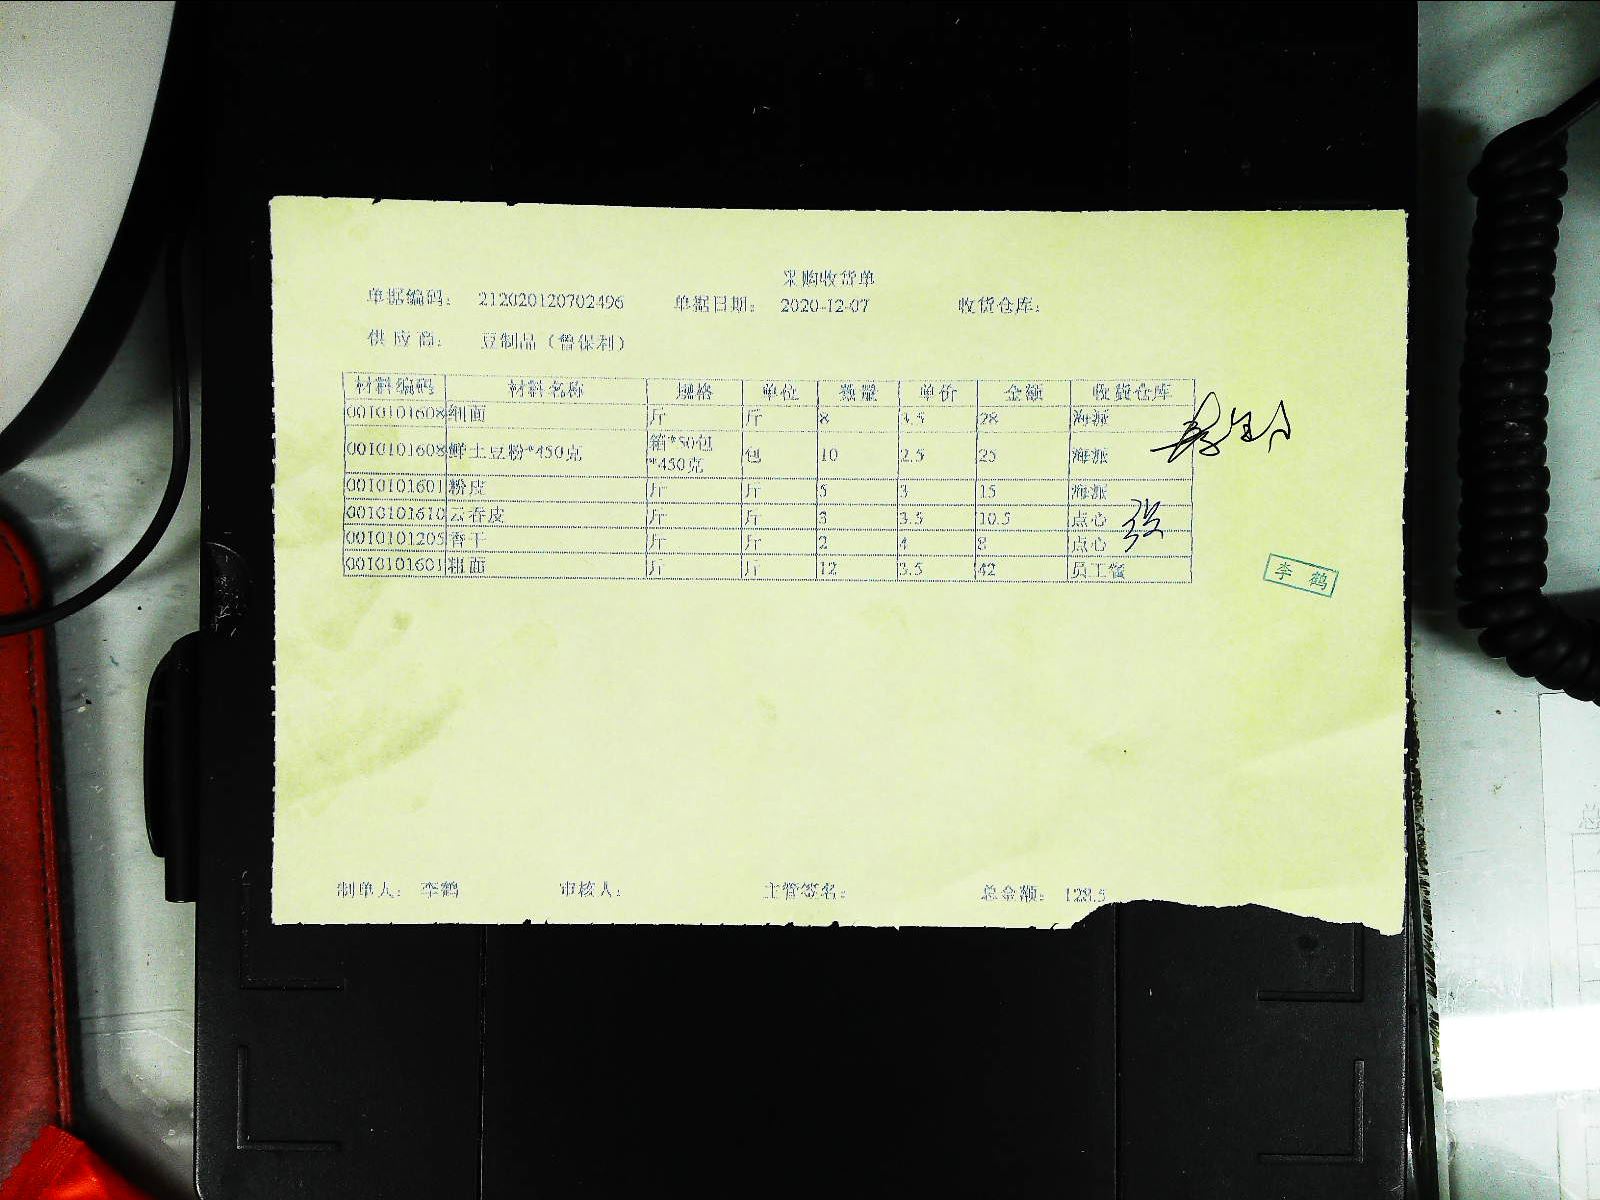 采购收货单
单据编码： 212020120702496 单据日期： 2020-12-07 收货仓库：
供应商： 豆制品（曾保利）
材料编码 材料名称 规格 单位 数量 单价 金额 收货仓库
0010101608 细面 斤 斤 8 3.5 28 海派
0010101608 鲜土豆粉*450克 箱*50包*450克 包 10 2.5 25 海派
0010101601 粉皮 斤 斤 5 3 15 海派
0010101610 云吞皮 斤 斤 3 3.5 10.5 点心
0010101205 香干 斤 斤 2 4 8 点心
0010101601 粗面 斤 斤 12 3.5 42 员工餐
张
李鹤
制单人： 李鹤 审核人： 主管签名： 总金额： 128.5